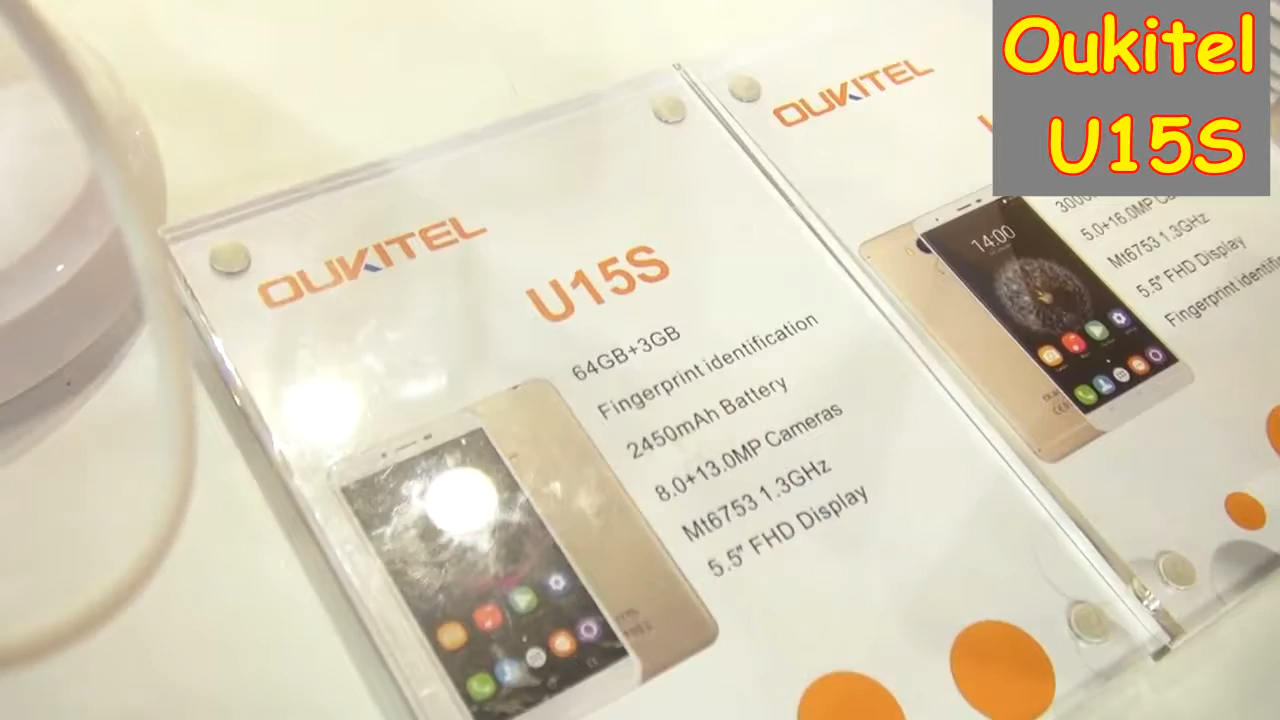 Oukitel
U15S
OUKITEL
U15S
64GB+3GB
Fingerprint identification
2450mAh Battery
8.0+13.0MP Cameras
Mt6753 1.3GHz
5.5" FHD Display
OUKITEL
14:00
5.0+16.0MP
Mt6753 1.3GHz
5.5" FHD Display
Fingerprint